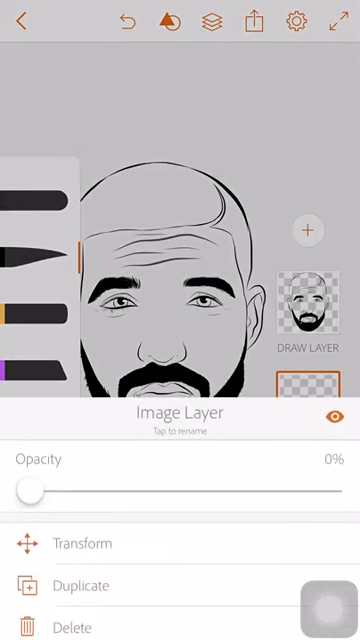 DRAW LAYER
Image Layer
Tap to rename
Opacity 0%
Transform
Duplicate
Delete